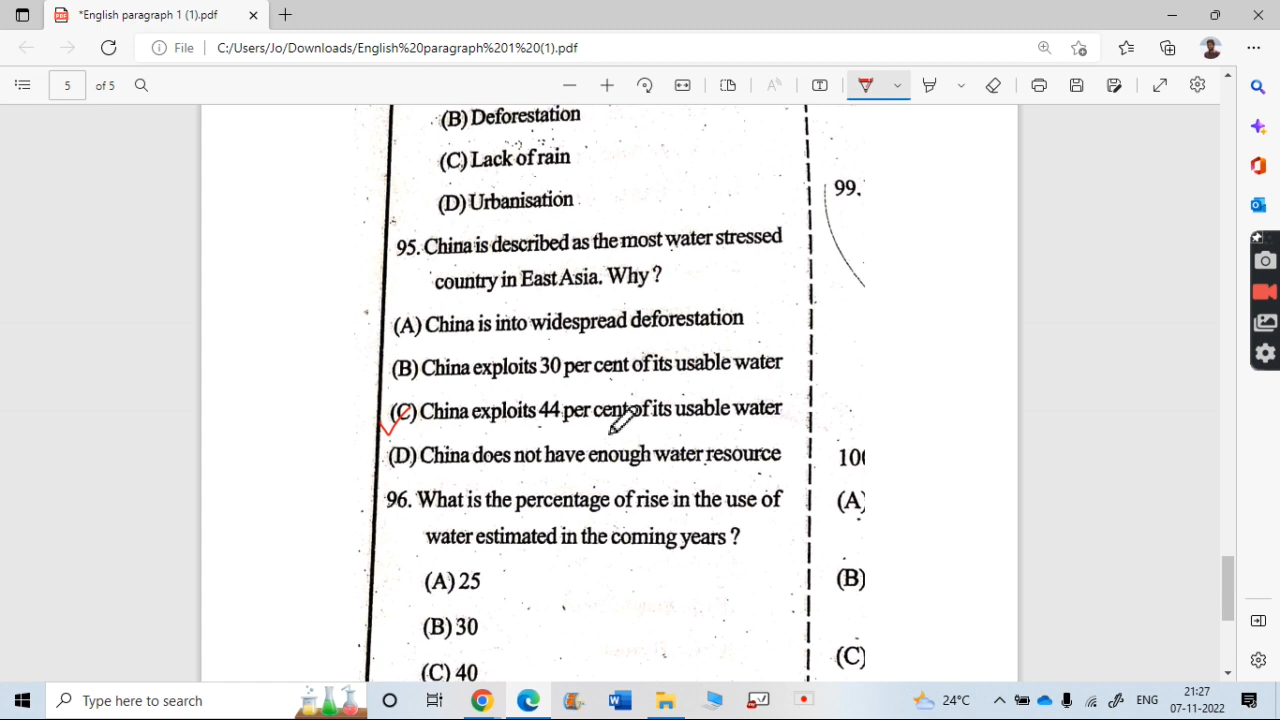 *English paragraph 1 (1).pdf
File
C:/Users/Jo/Downloads/English%20paragraph%201%20(1).pdf
5
of 5
(B) Deforestation
(C) Lack of rain
(D) Urbanisation
95. China is described as the most water stressed
country in East Asia. Why ?
(A) China is into widespread deforestation
(B) China exploits 30 per cent of its usable water
(C) China exploits 44 per cent of its usable water
(D) China does not have enough water resource
96. What is the percentage of rise in the use of
water estimated in the coming years ?
(A) 25
(B) 30
(C) 40
99.
(A)
(B)
(C)
Type here to search
24°C
ENG
11:27
07-11-2022